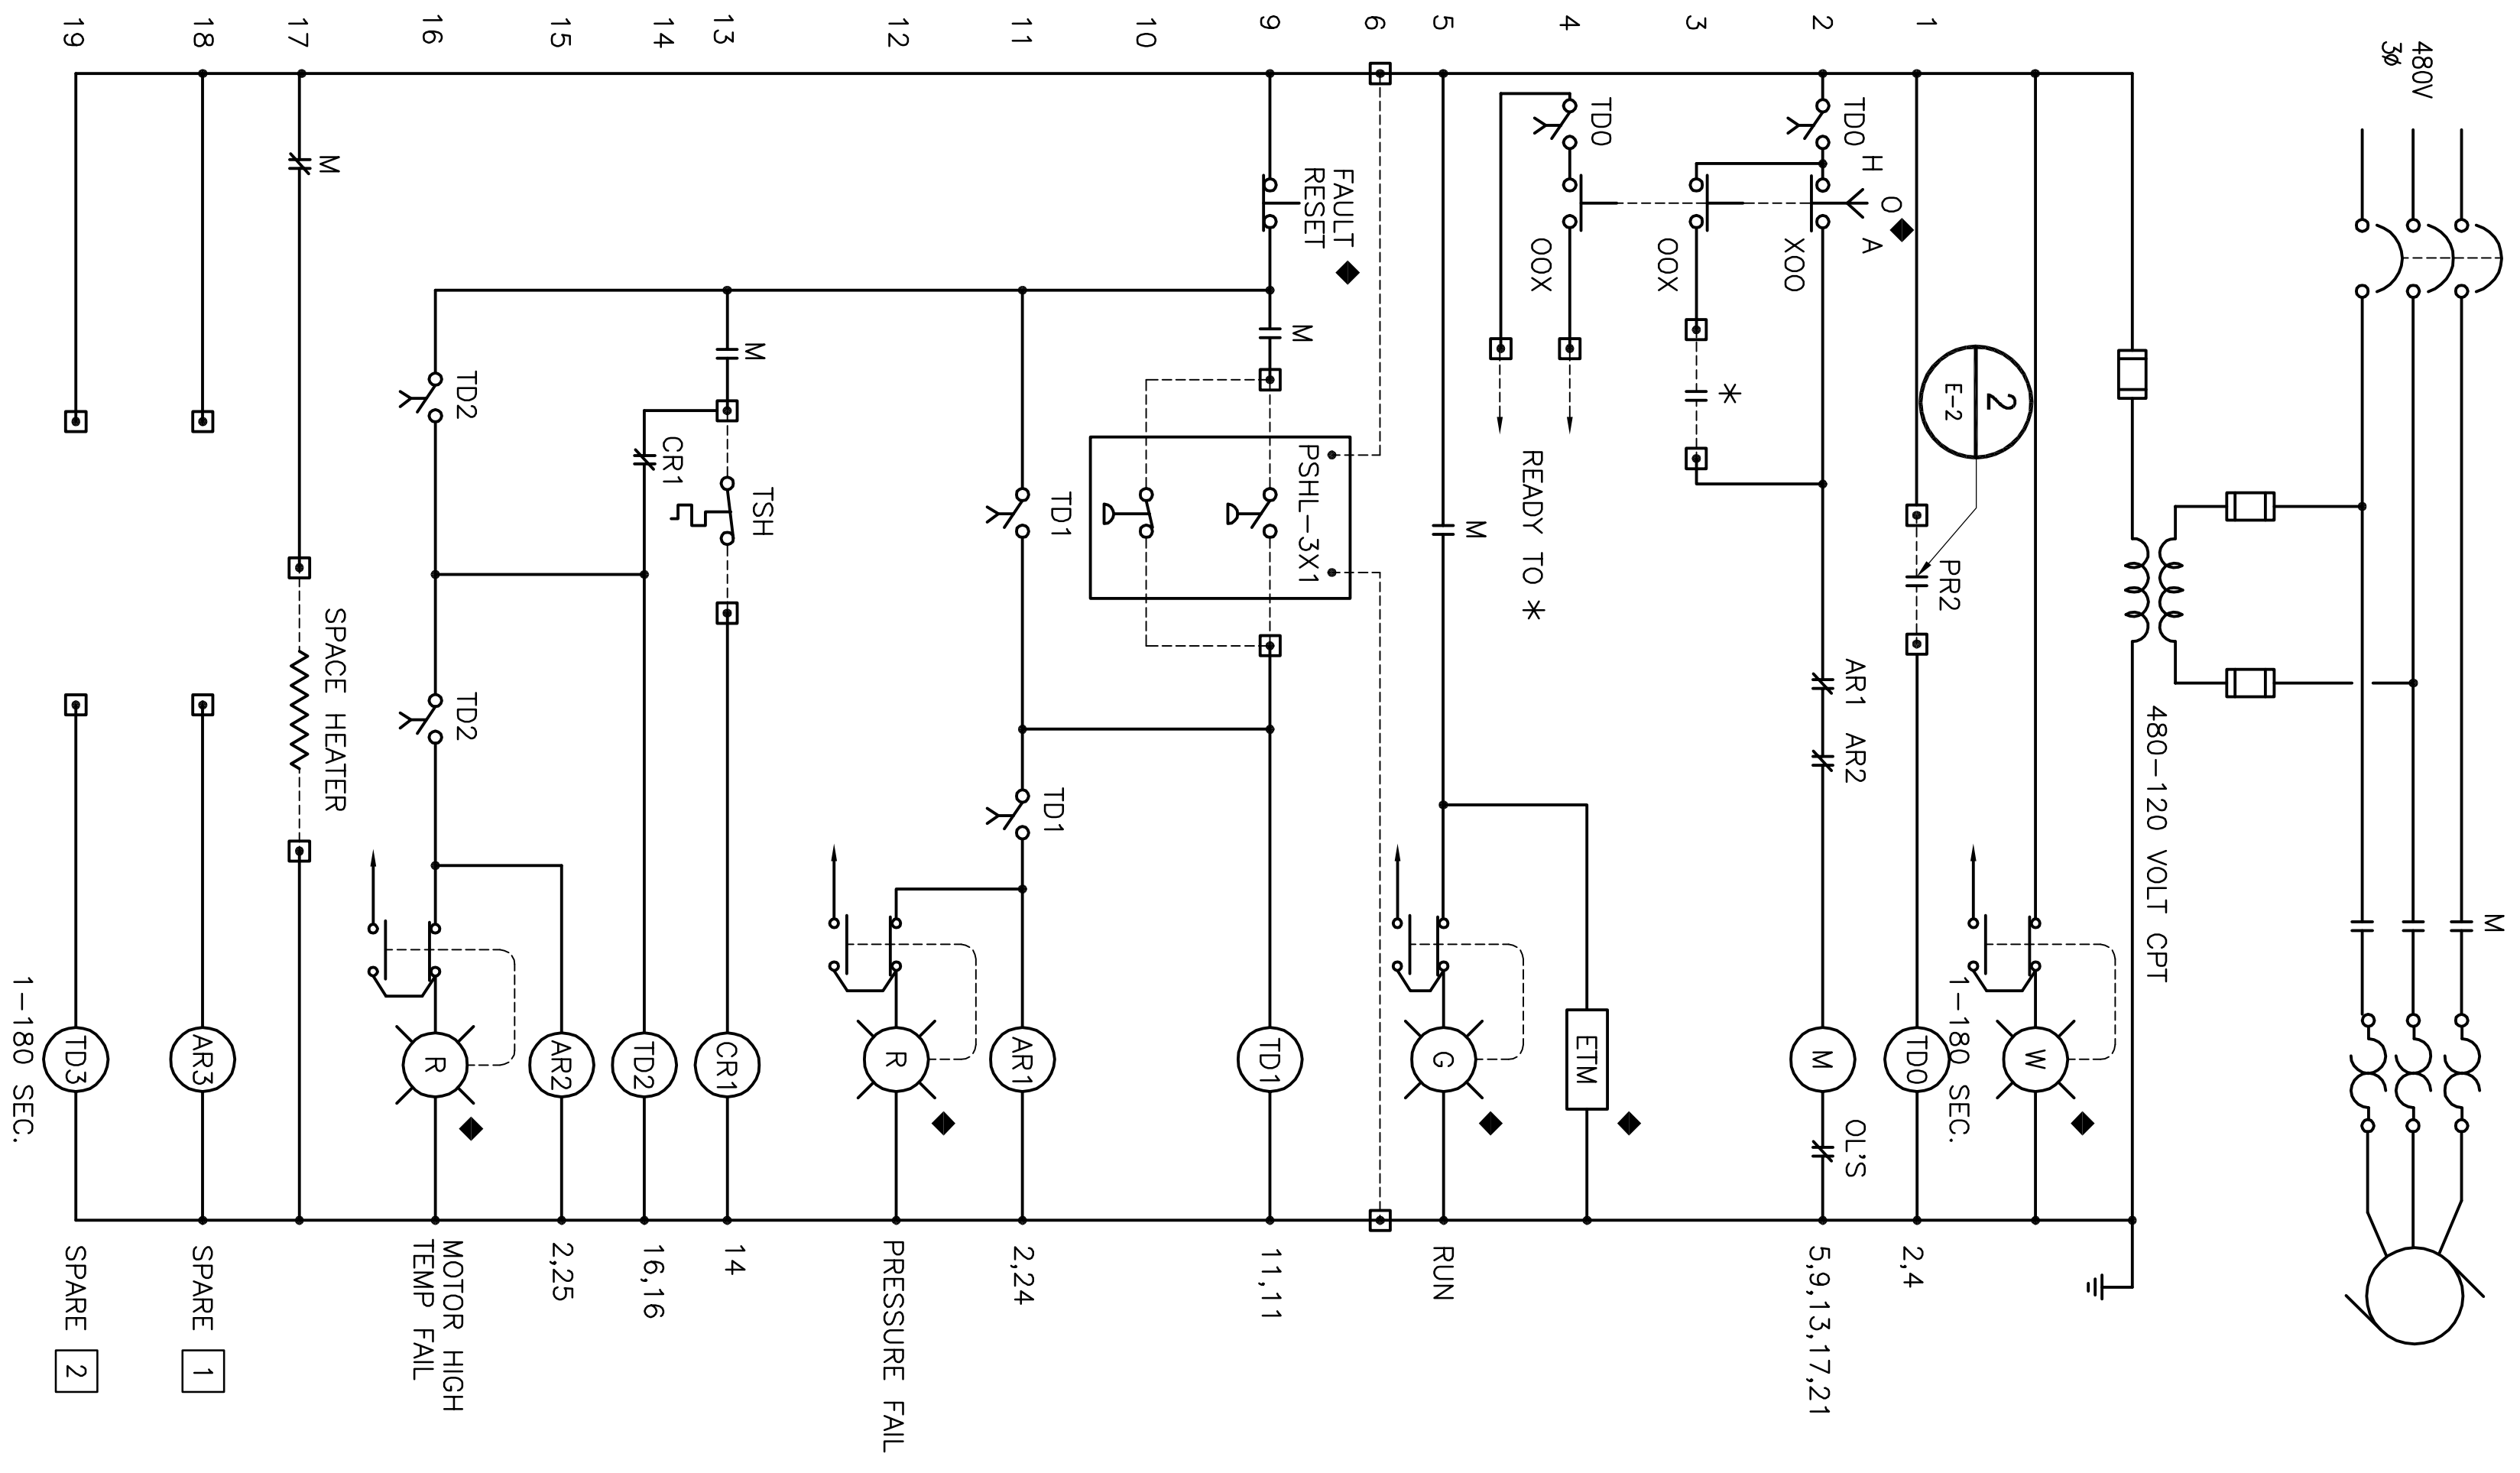 480V
3ø
M
480-120 VOLT CPT
W
1
2
E-2
PR2
TD0
1-180 SEC.
2,4
2
TD0
H O A
X00
AR1 AR2
M
OL'S
5,9,13,17,21
3
00X
*
4
TD0
00X
READY TO *
ETM
5
M
G
RUN
6
9
FAULT
RESET
M
PSHL-3X1
TD1
11,11
10
11
TD1
TD1
AR1
2,24
12
R
PRESSURE FAIL
13
M
TSH
CR1
14
14
CR1
TD2
16,16
15
AR2
2,25
16
TD2
TD2
R
MOTOR HIGH
TEMP FAIL
17
M
SPACE HEATER
18
AR3
SPARE 1
19
TD3
1-180 SEC.
SPARE 2